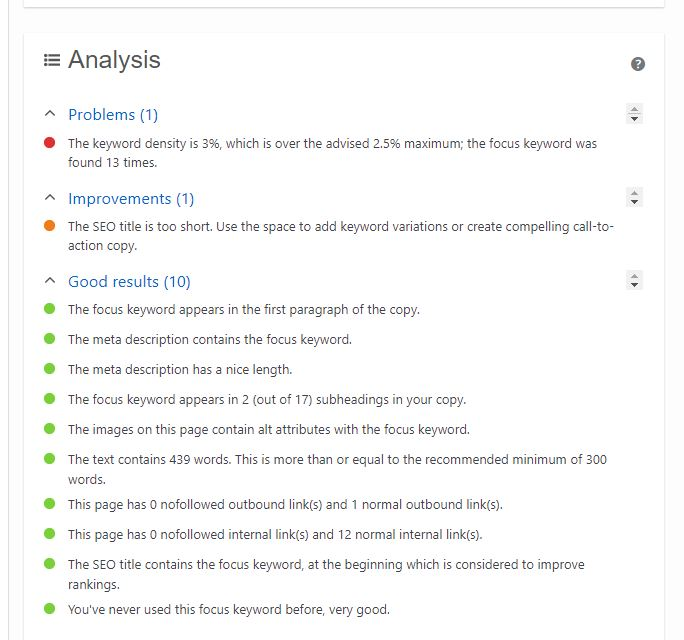 Analysis
Problems (1)
The keyword density is 3%, which is over the advised 2.5% maximum; the focus keyword was
found 13 times.
Improvements (1)
The SEO title is too short. Use the space to add keyword variations or create compelling call-to-
action copy.
Good results (10)
The focus keyword appears in the first paragraph of the copy.
The meta description contains the focus keyword.
The meta description has a nice length.
The focus keyword appears in 2 (out of 17) subheadings in your copy.
The images on this page contain alt attributes with the focus keyword.
The text contains 439 words. This is more than or equal to the recommended minimum of 300
words.
This page has 0 nofollowed outbound link(s) and 1 normal outbound link(s).
This page has 0 nofollowed internal link(s) and 12 normal internal link(s).
The SEO title contains the focus keyword, at the beginning which is considered to improve
rankings.
You've never used this focus keyword before, very good.